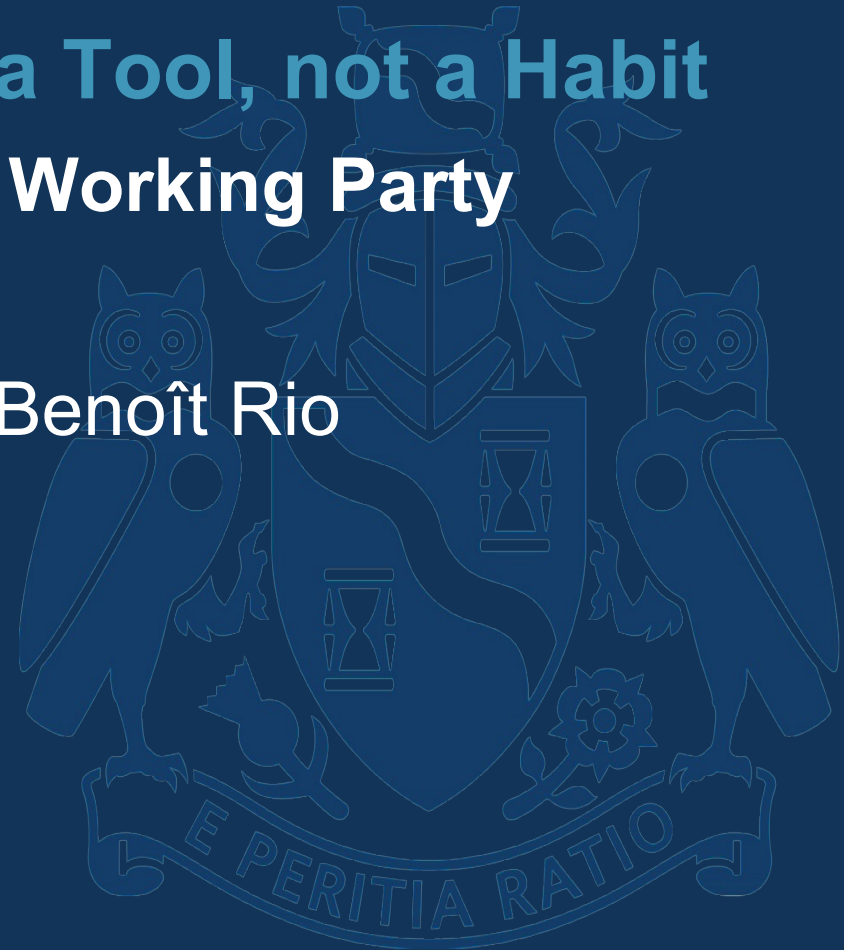 a Tool, not a Habit
Working Party
Benoît Rio
E PERITIA RATIO